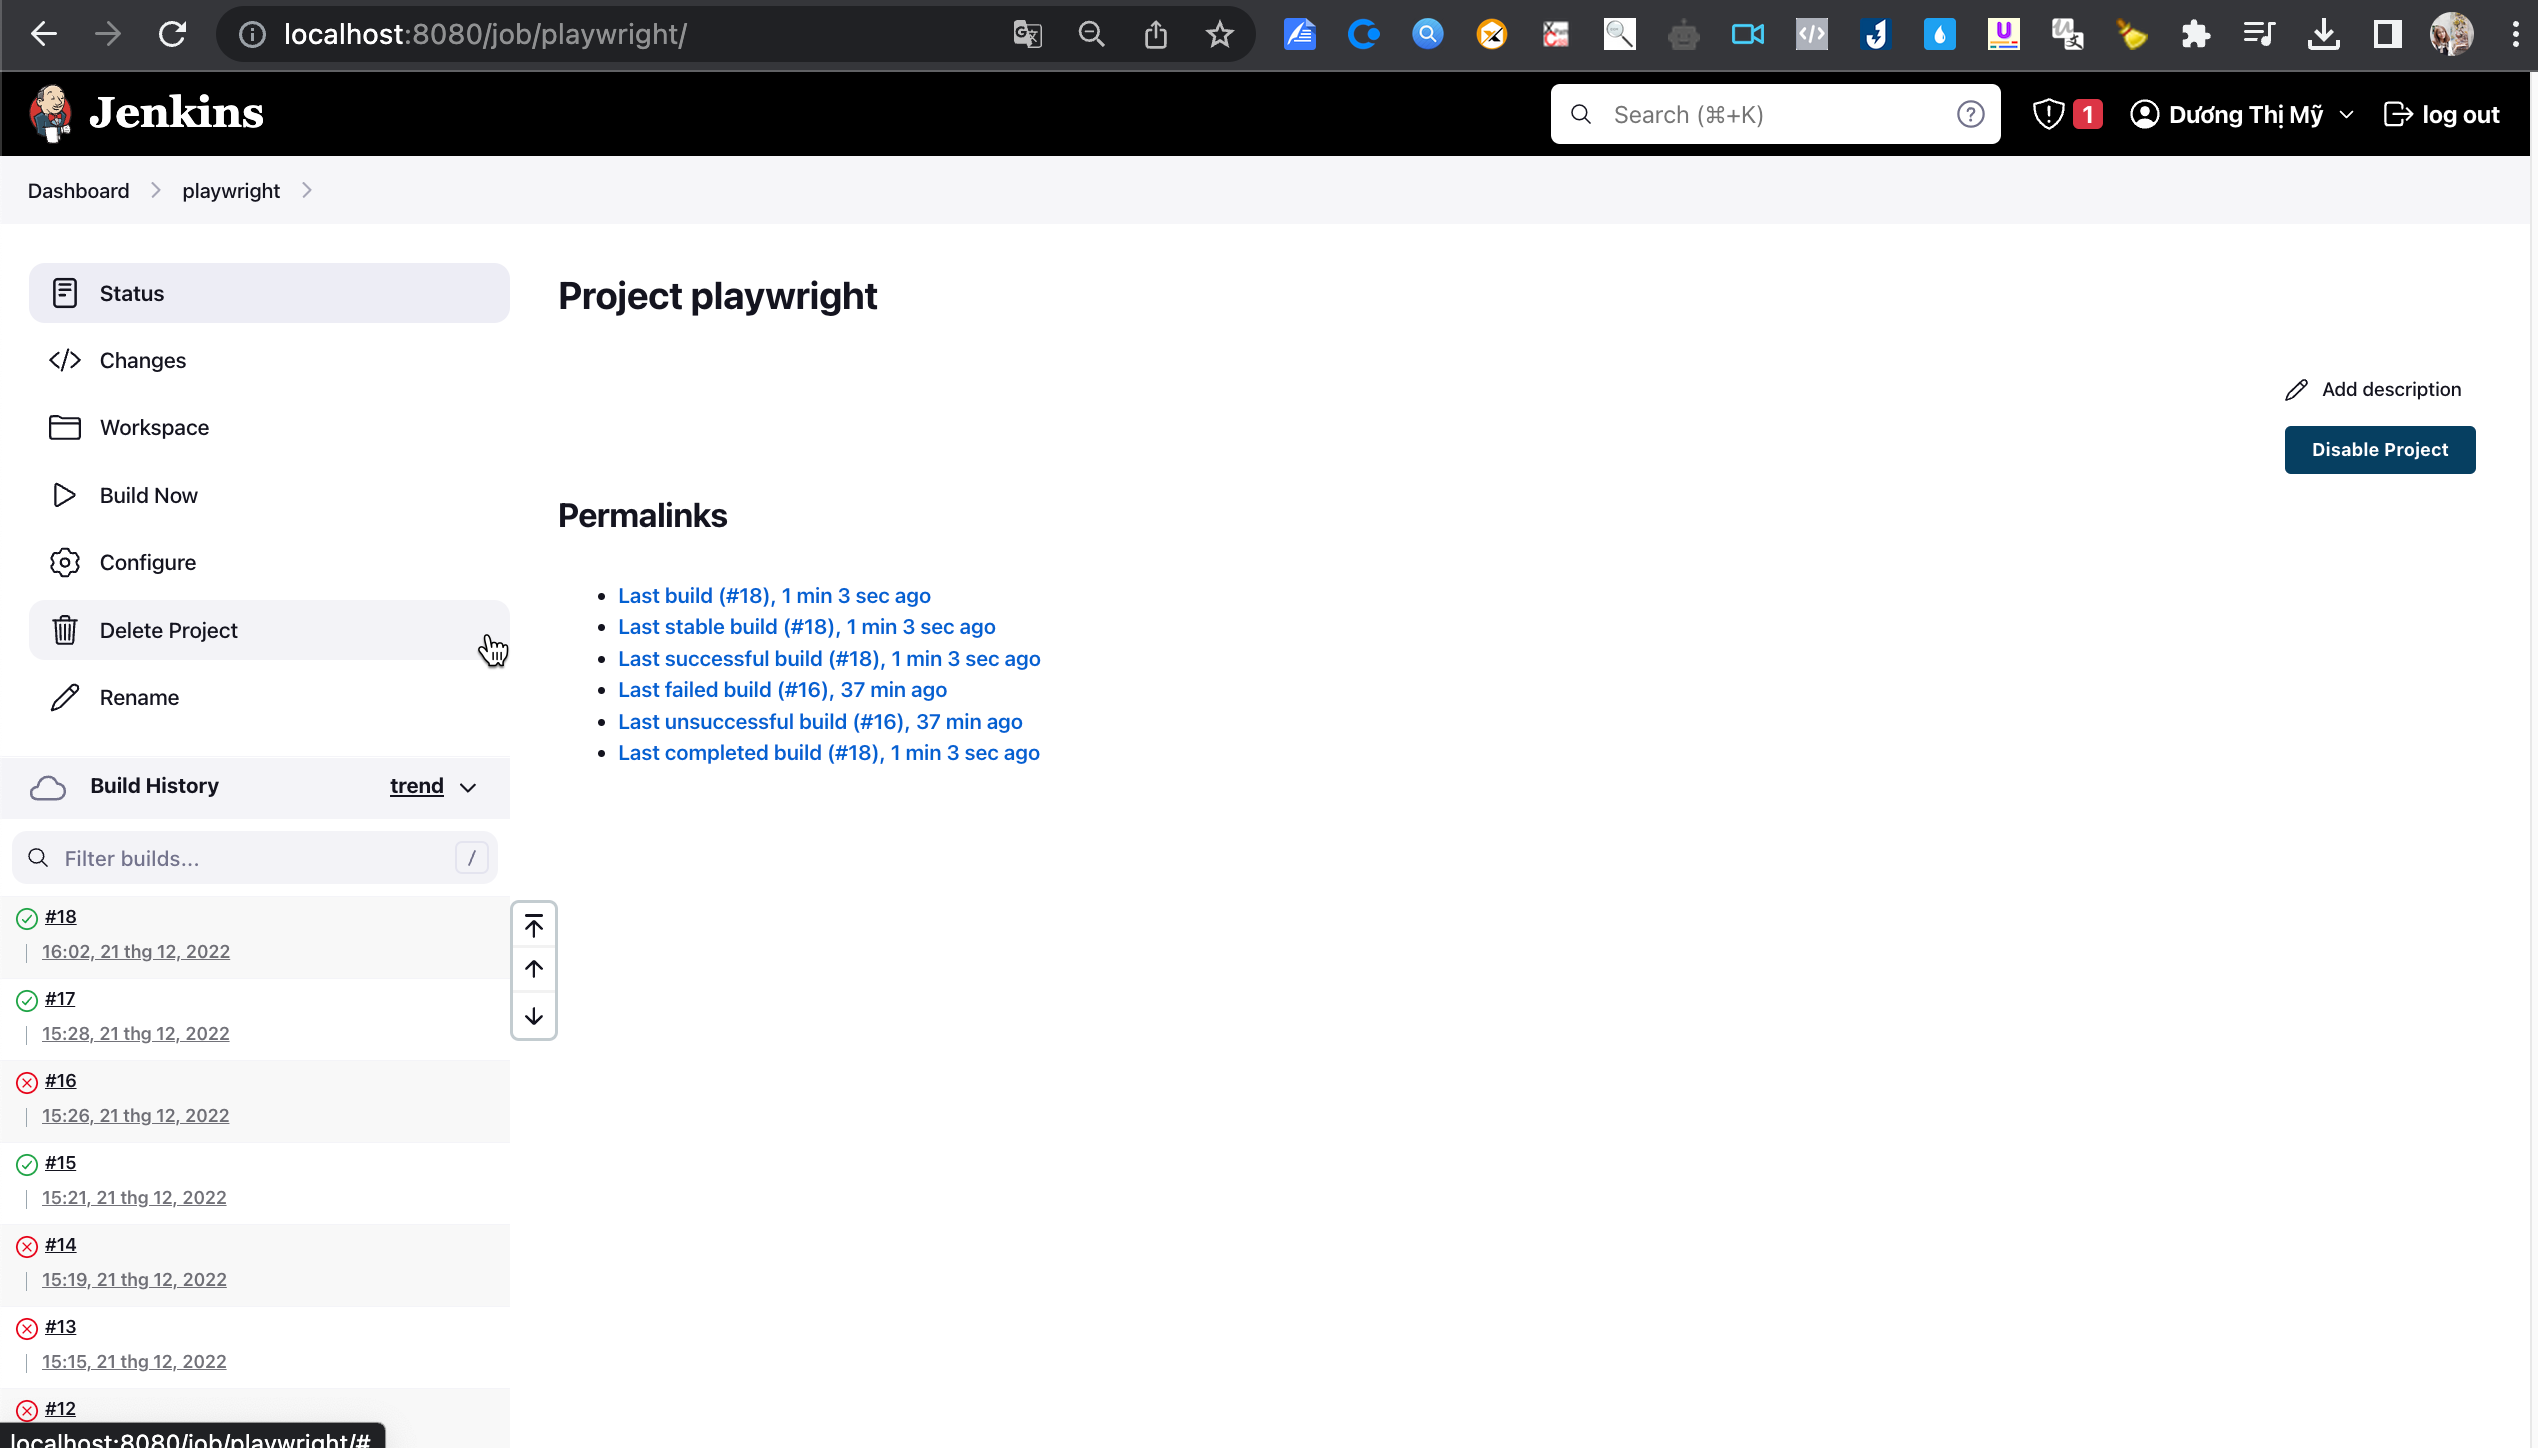 localhost:8080/job/playwright/
Jenkins
Search (⌘+K)
1
Dương Thị Mỹ
log out
Dashboard
playwright
Status
Changes
Workspace
Build Now
Configure
Delete Project
Rename
Project playwright
Add description
Disable Project
Permalinks
Last build (#18), 1 min 3 sec ago
Last stable build (#18), 1 min 3 sec ago
Last successful build (#18), 1 min 3 sec ago
Last failed build (#16), 37 min ago
Last unsuccessful build (#16), 37 min ago
Last completed build (#18), 1 min 3 sec ago
Build History
trend
Filter builds...
/
#18
16:02, 21 thg 12, 2022
#17
15:28, 21 thg 12, 2022
#16
15:26, 21 thg 12, 2022
#15
15:21, 21 thg 12, 2022
#14
15:19, 21 thg 12, 2022
#13
15:15, 21 thg 12, 2022
#12
localhost:8080/job/playwright/#